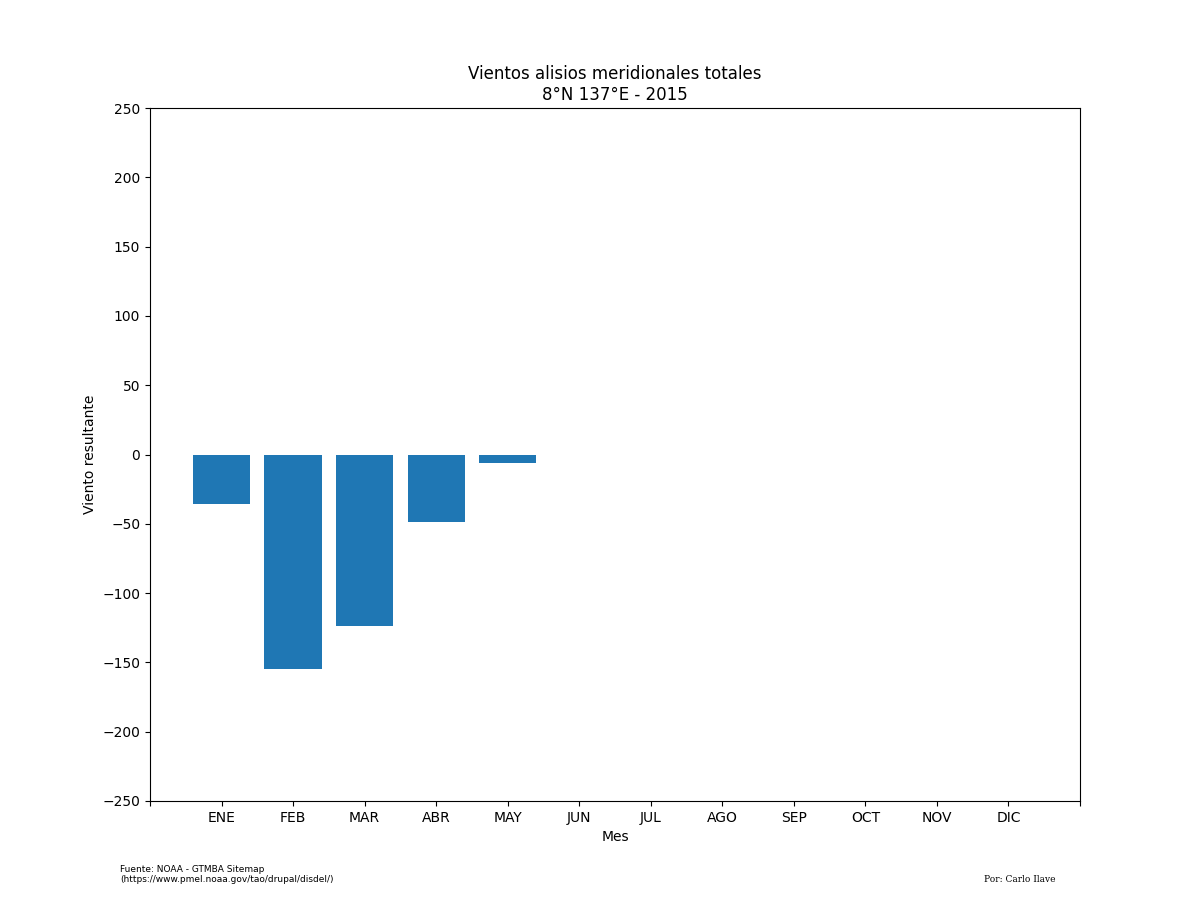 Vientos alisios meridionales totales
8°N 137°E - 2015
250
200
150
100
50
0
−50
−100
−150
−200
−250
Viento resultante
ENE FEB MAR ABR MAY JUN JUL AGO SEP OCT NOV DIC
Mes
Fuente: NOAA - GTMBA Sitemap
(https://www.pmel.noaa.gov/tao/drupal/disdel/)
Por: Carlo Ilave